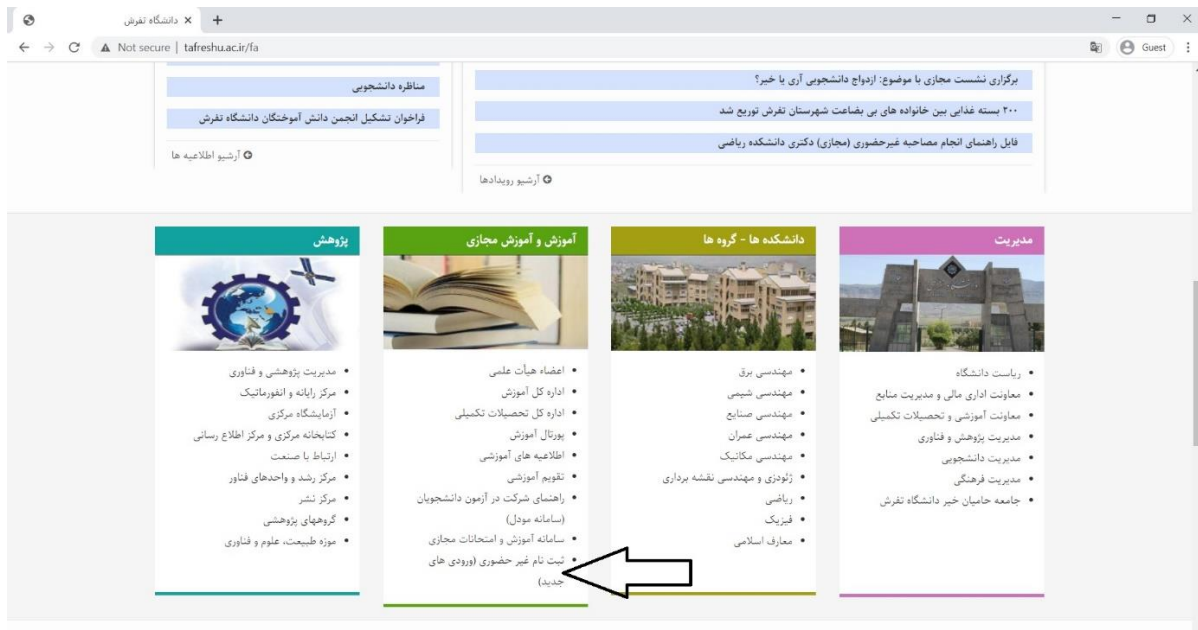 دانشگاه تفرش
Not secure | tafreshu.ac.ir/fa
Guest
برگزاری نشست مجازی با موضوع: ازدواج دانشجویی آری یا خیر؟
۲۰۰ بسته غذایی بین خانواده های بی بضاعت شهرستان تفرش توزیع شد
فایل راهنمای انجام مصاحبه غیرحضوری (مجازی) دکتری دانشکده ریاضی
آرشیو رویدادها
مناظره دانشجویی
فراخوان تشکیل انجمن دانش آموختگان دانشگاه تفرش
آرشیو اطلاعیه ها
مدیریت
ریاست دانشگاه
معاونت اداری مالی و مدیریت منابع
معاونت آموزشی و تحصیلات تکمیلی
مدیریت پژوهش و فناوری
مدیریت دانشجویی
مدیریت فرهنگی
جامعه حامیان خیر دانشگاه تفرش
دانشکده ها - گروه ها
مهندسی برق
مهندسی شیمی
مهندسی صنایع
مهندسی عمران
مهندسی مکانیک
ژئودزی و مهندسی نقشه برداری
ریاضی
فیزیک
معارف اسلامی
آموزش و آموزش مجازی
اعضاء هیأت علمی
اداره کل آموزش
اداره کل تحصیلات تکمیلی
پورتال آموزش
اطلاعیه های آموزشی
تقویم آموزشی
راهنمای شرکت در آزمون دانشجویان
(سامانه مودل)
سامانه آموزش و امتحانات مجازی
ثبت نام غیر حضوری (ورودی های
جدید)
پژوهش
مدیریت پژوهشی و فناوری
مرکز رایانه و انفورماتیک
آزمایشگاه مرکزی
کتابخانه مرکزی و مرکز اطلاع رسانی
ارتباط با صنعت
مرکز رشد و واحدهای فناور
مرکز نشر
گروههای پژوهشی
موزه طبیعت، علوم و فناوری